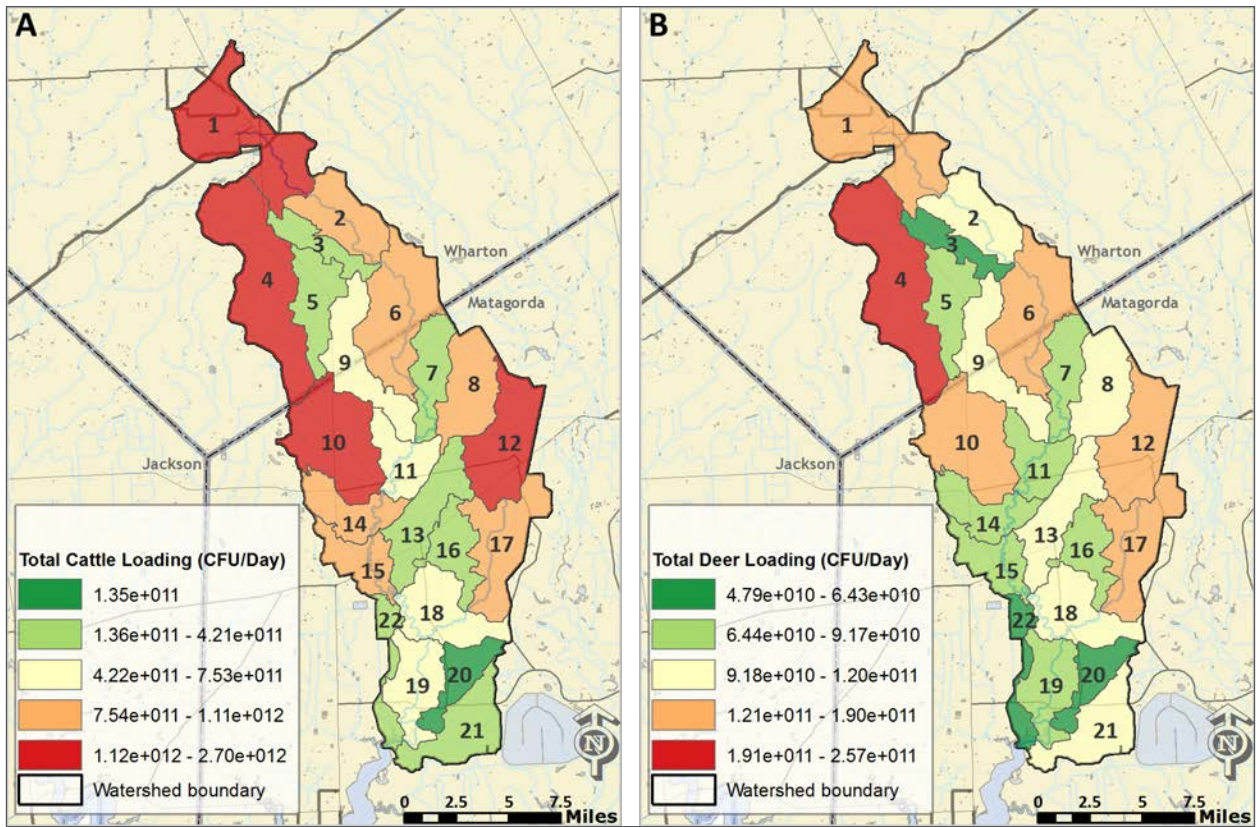 A
1
2
3
Wharton
4
5
6
Matagorda
9
7
8
10
12
Jackson
11
14
13
16
17
15
18
22
20
19
21
Total Cattle Loading (CFU/Day)
1.35e+011
1.36e+011 - 4.21e+011
4.22e+011 - 7.53e+011
7.54e+011 - 1.11e+012
1.12e+012 - 2.70e+012
Watershed boundary
N
0 2.5 5 7.5
Miles
B
1
2
3
Wharton
4
5
6
Matagorda
9
7
8
10
12
Jackson
11
14
13
16
17
15
18
22
20
19
21
Total Deer Loading (CFU/Day)
4.79e+010 - 6.43e+010
6.44e+010 - 9.17e+010
9.18e+010 - 1.20e+011
1.21e+011 - 1.90e+011
1.91e+011 - 2.57e+011
Watershed boundary
N
0 2.5 5 7.5
Miles